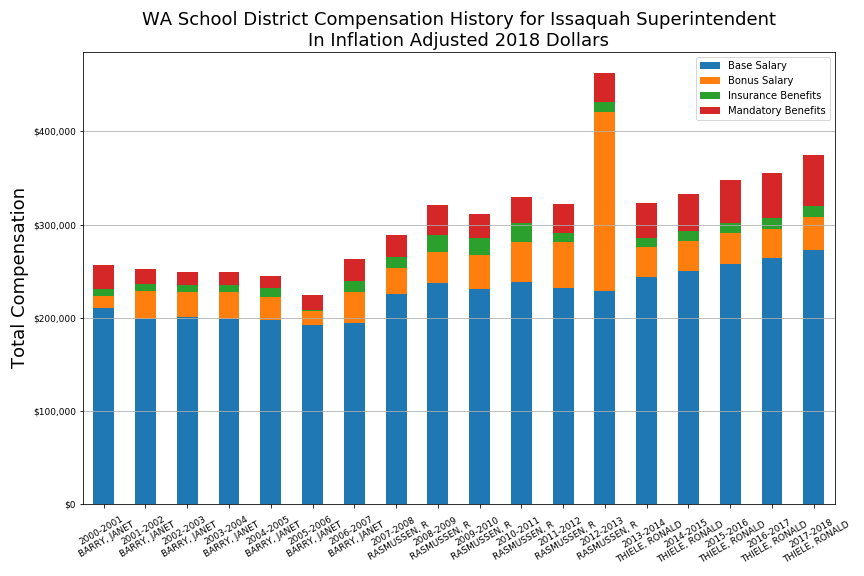 WA School District Compensation History for Issaquah Superintendent
In Inflation Adjusted 2018 Dollars
Base Salary
Bonus Salary
Insurance Benefits
Mandatory Benefits
Total Compensation
$400,000
$300,000
$200,000
$100,000
$0
2000-2001
BARRY, JANET
2001-2002
BARRY, JANET
2002-2003
BARRY, JANET
2003-2004
BARRY, JANET
2004-2005
BARRY, JANET
2005-2006
BARRY, JANET
2006-2007
BARRY, JANET
2007-2008
RASMUSSEN, R
2008-2009
RASMUSSEN, R
2009-2010
RASMUSSEN, R
2010-2011
RASMUSSEN, R
2011-2012
RASMUSSEN, R
2012-2013
RASMUSSEN, R
2013-2014
THIELE, RONALD
2014-2015
THIELE, RONALD
2015-2016
THIELE, RONALD
2016-2017
THIELE, RONALD
2017-2018
THIELE, RONALD